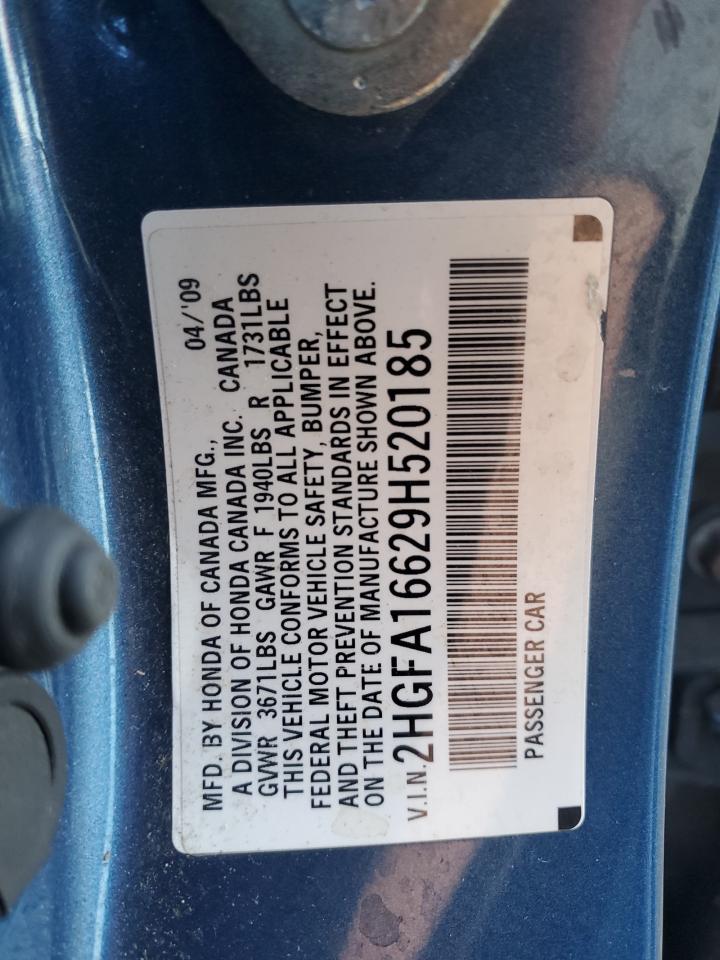 MFD. BY HONDA OF CANADA MFG., 04/'09
A DIVISION OF HONDA CANADA INC. CANADA
GVWR 3671LBS GAWR F 1940LBS R 1731LBS
THIS VEHICLE CONFORMS TO ALL APPLICABLE
FEDERAL MOTOR VEHICLE SAFETY, BUMPER,
AND THEFT PREVENTION STANDARDS IN EFFECT
ON THE DATE OF MANUFACTURE SHOWN ABOVE.
V.I.N. 2HGFA16629H520185
PASSENGER CAR